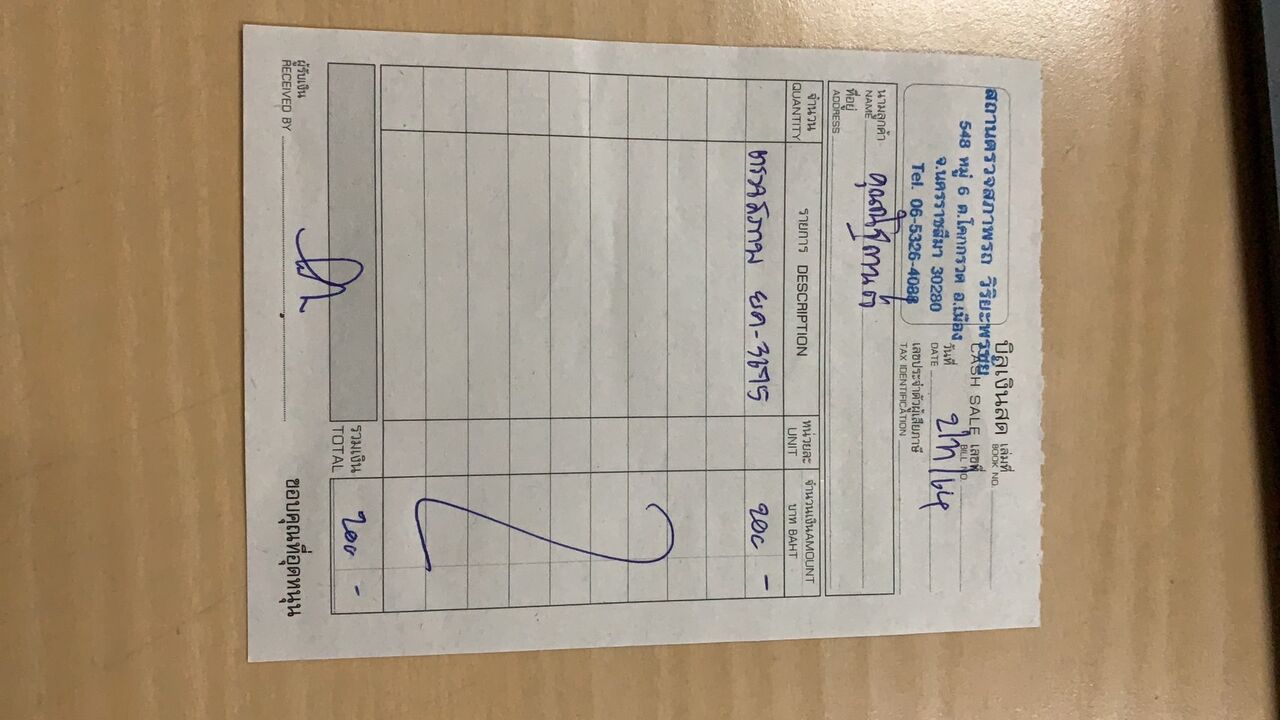 สถานตรวจสภาพรถ วิริยะพรชัย
548 หมู่ 6 ต.โคกกรวด อ.เมือง
จ.นครราชสีมา 30280
Tel. 06-5326-4088
บิลเงินสด
CASH SALE
เล่มที่
BOOK NO.
เลขที่
BILL NO.
วันที่
DATE
เลขประจำตัวผู้เสียภาษี
TAX IDENTIFICATION
นามลูกค้า
NAME
ที่อยู่
ADDRESS
จำนวน รายการ หน่วยละ จำนวนเงิน
QUANTITY DESCRIPTION UNIT AMOUNT
บาท BAHT
ตรวจสภาพ 200 -
รวมเงิน
TOTAL 200 -
ผู้รับเงิน
RECEIVED BY
ขอบคุณที่อุดหนุน